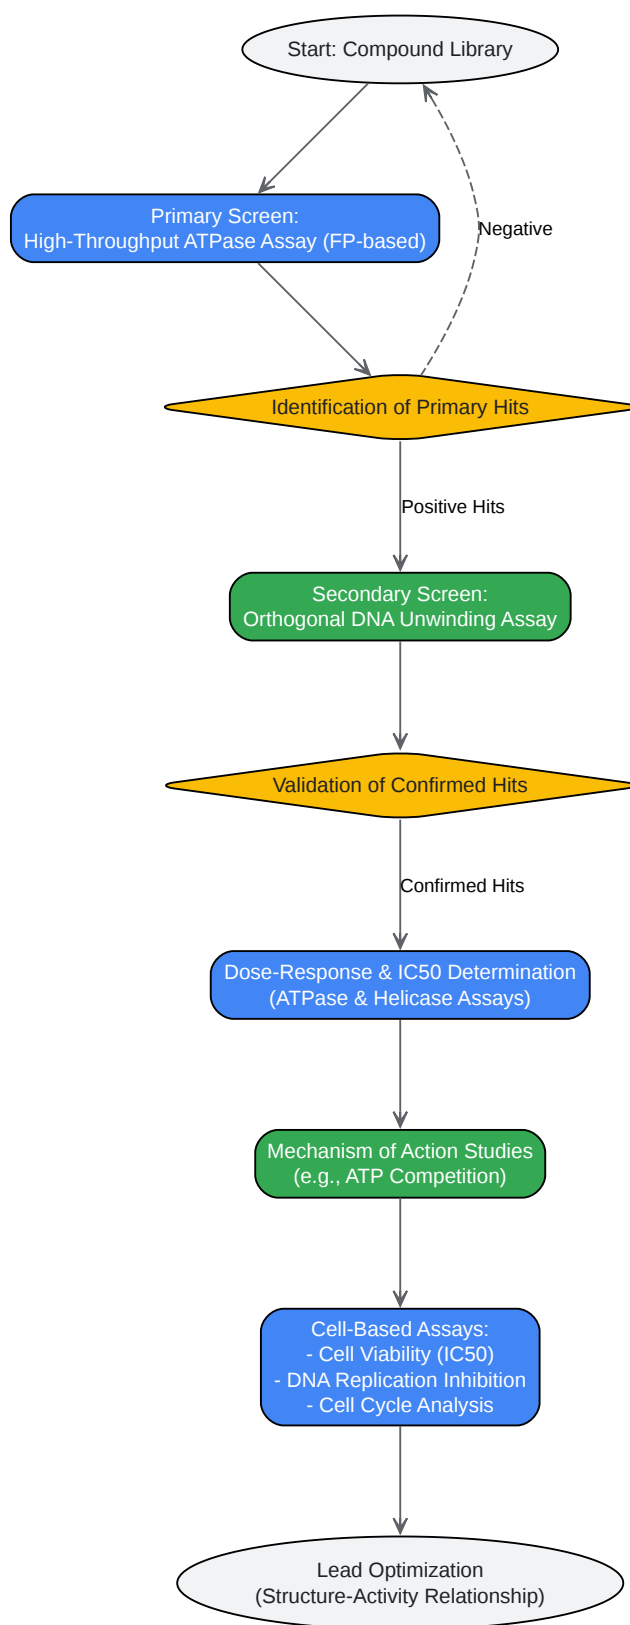 Start: Compound Library
Primary Screen:
High-Throughput ATPase Assay (FP-based)
Negative
Identification of Primary Hits
Positive Hits
Secondary Screen:
Orthogonal DNA Unwinding Assay
Validation of Confirmed Hits
Confirmed Hits
Dose-Response & IC50 Determination
(ATPase & Helicase Assays)
Mechanism of Action Studies
(e.g., ATP Competition)
Cell-Based Assays:
- Cell Viability (IC50)
- DNA Replication Inhibition
- Cell Cycle Analysis
Lead Optimization
(Structure-Activity Relationship)